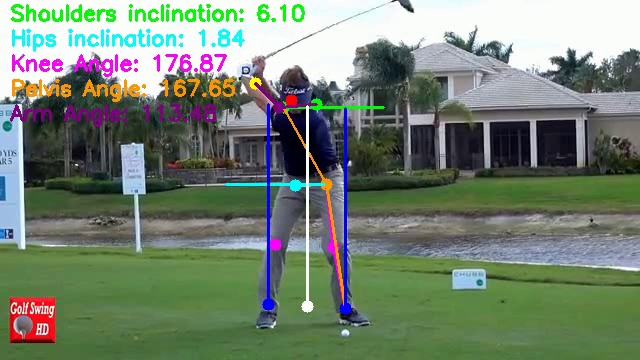 Shoulders inclination: 6.10
Hips inclination: 1.84
Knee Angle: 176.87
Pelvis Angle: 167.65
Arm Angle: 113.48
D
Titleist
CHUBB
Golf Swing
HD